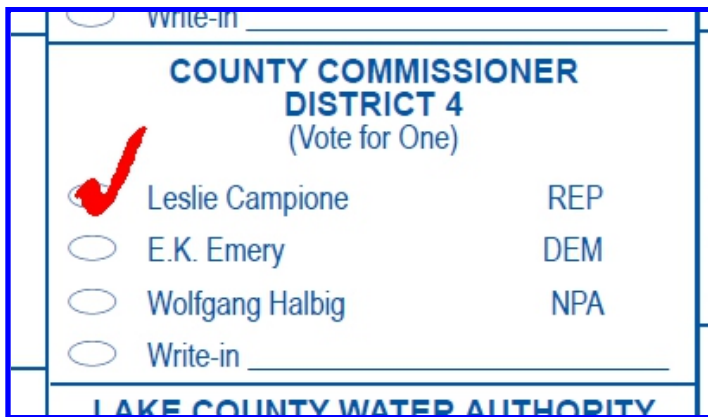 Write-in
COUNTY COMMISSIONER
DISTRICT 4
(Vote for One)
Leslie Campione REP
E.K. Emery DEM
Wolfgang Halbig NPA
Write-in
LAKE COUNTY WATER AUTHORITY